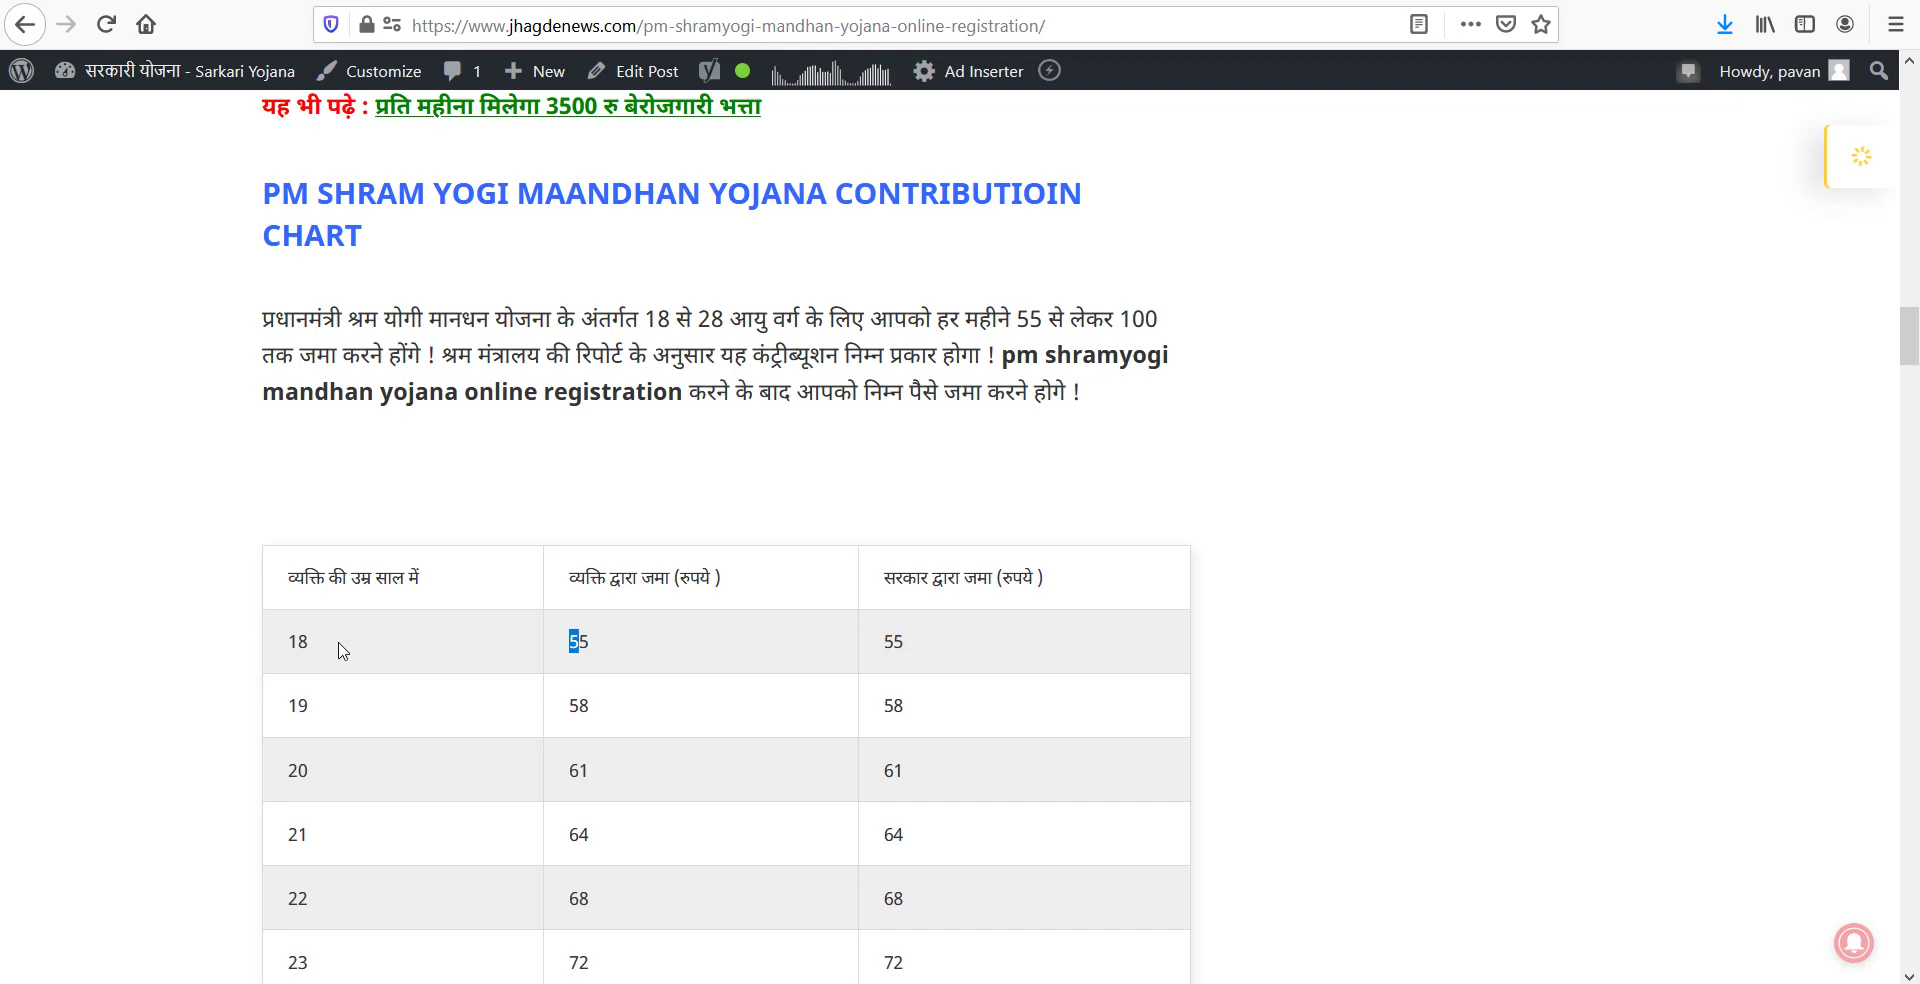 https://www.jhagdenews.com/pm-shramyogi-mandhan-yojana-online-registration/
सरकारी योजना - Sarkari Yojana Customize 1 New Edit Post Ad Inserter Howdy, pavan
यह भी पढ़े : प्रति महीना मिलेगा 3500 रु बेरोजगारी भत्ता
PM SHRAM YOGI MAANDHAN YOJANA CONTRIBUTIOIN
CHART
प्रधानमंत्री श्रम योगी मानधन योजना के अंतर्गत 18 से 28 आयु वर्ग के लिए आपको हर महीने 55 से लेकर 100
तक जमा करने होंगे ! श्रम मंत्रालय की रिपोर्ट के अनुसार यह कंट्रीब्यूशन निम्न प्रकार होगा ! pm shramyogi
mandhan yojana online registration करने के बाद आपको निम्न पैसे जमा करने होगे !
व्यक्ति की उम्र साल में व्यक्ति द्वारा जमा (रुपये ) सरकार द्वारा जमा (रुपये )
18 55 55
19 58 58
20 61 61
21 64 64
22 68 68
23 72 72